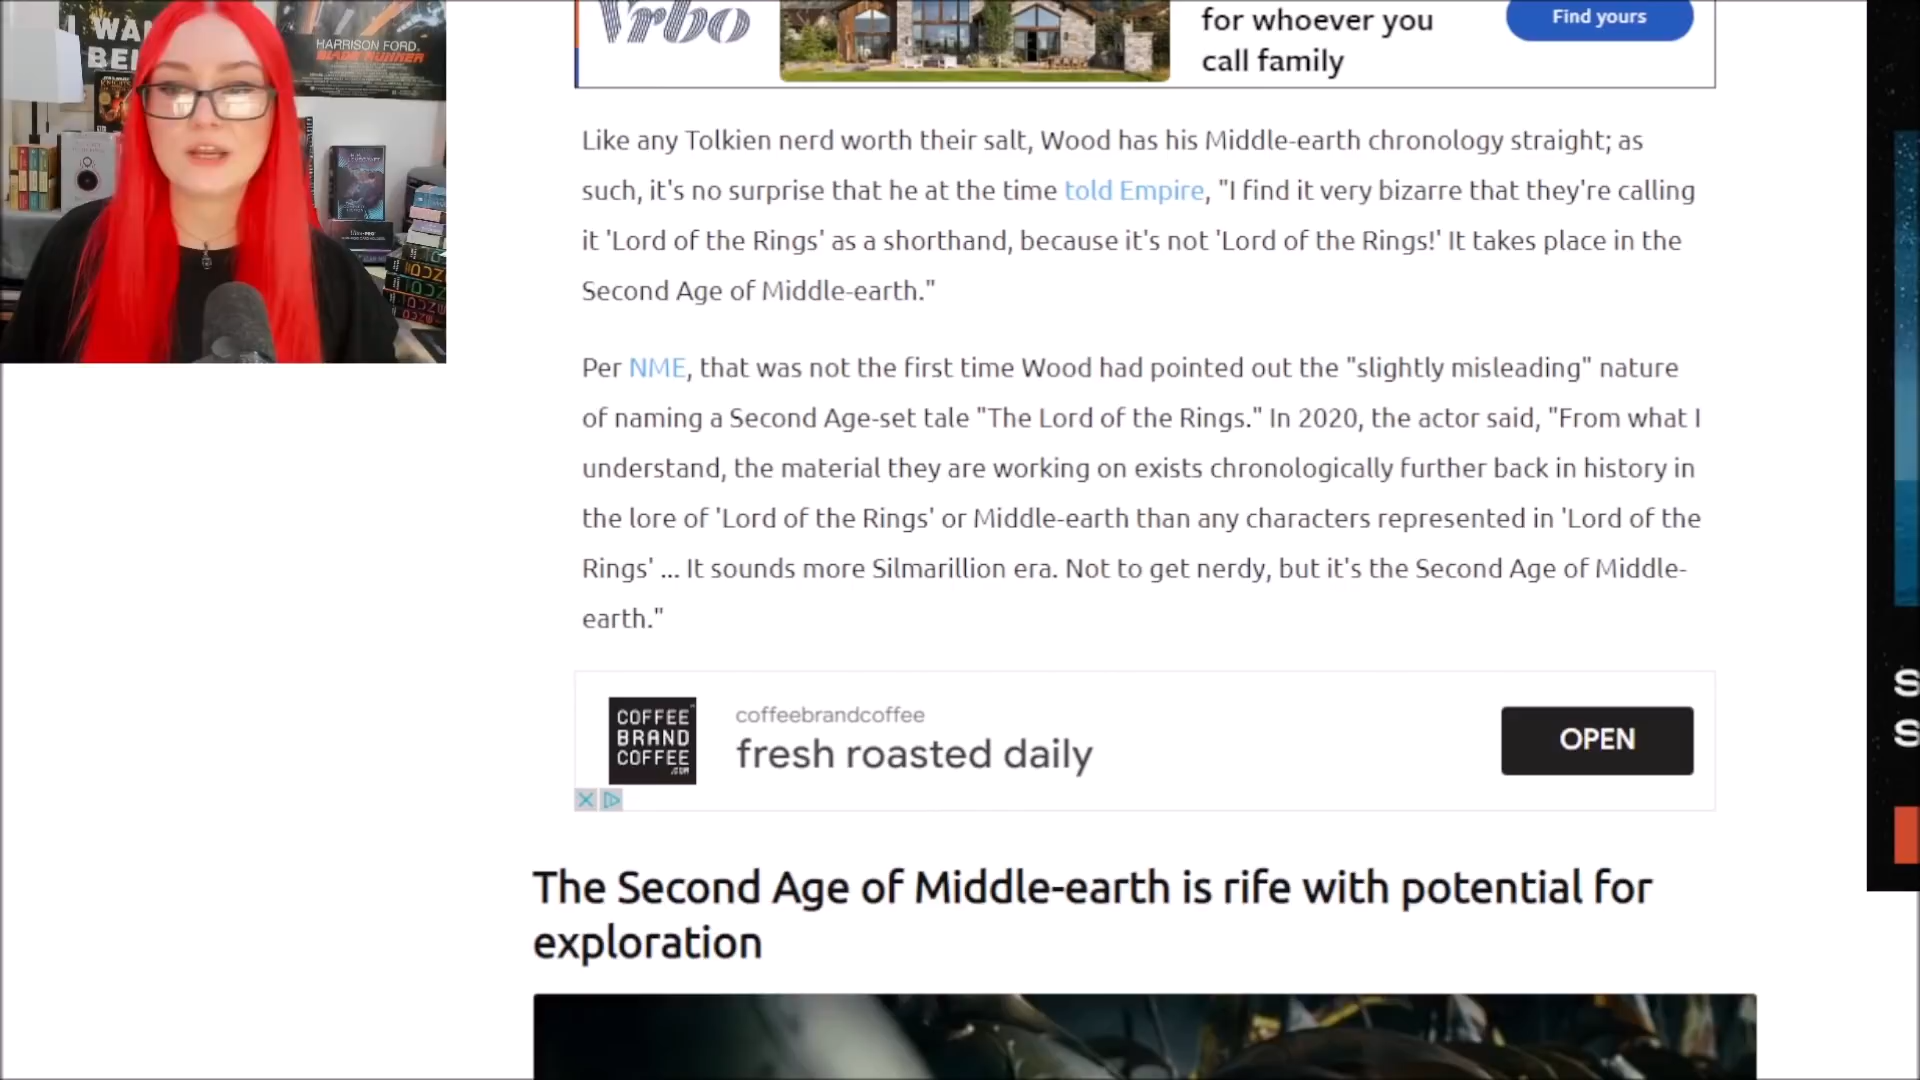 I WA
BEL
HARRISON FORD.
BLADE RUNNER
Vrbo
for whoever you
call family
Find yours
Like any Tolkien nerd worth their salt, Wood has his Middle-earth chronology straight; as
such, it's no surprise that he at the time told Empire, "I find it very bizarre that they're calling
it 'Lord of the Rings' as a shorthand, because it's not 'Lord of the Rings!' It takes place in the
Second Age of Middle-earth."
Per NME, that was not the first time Wood had pointed out the "slightly misleading" nature
of naming a Second Age-set tale "The Lord of the Rings." In 2020, the actor said, "From what I
understand, the material they are working on exists chronologically further back in history in
the lore of 'Lord of the Rings' or Middle-earth than any characters represented in 'Lord of the
Rings' ... It sounds more Silmarillion era. Not to get nerdy, but it's the Second Age of Middle-
earth."
COFFEE
BRAND
COFFEE
.COM
coffeebrandcoffee
fresh roasted daily
OPEN
S
S
The Second Age of Middle-earth is rife with potential for
exploration